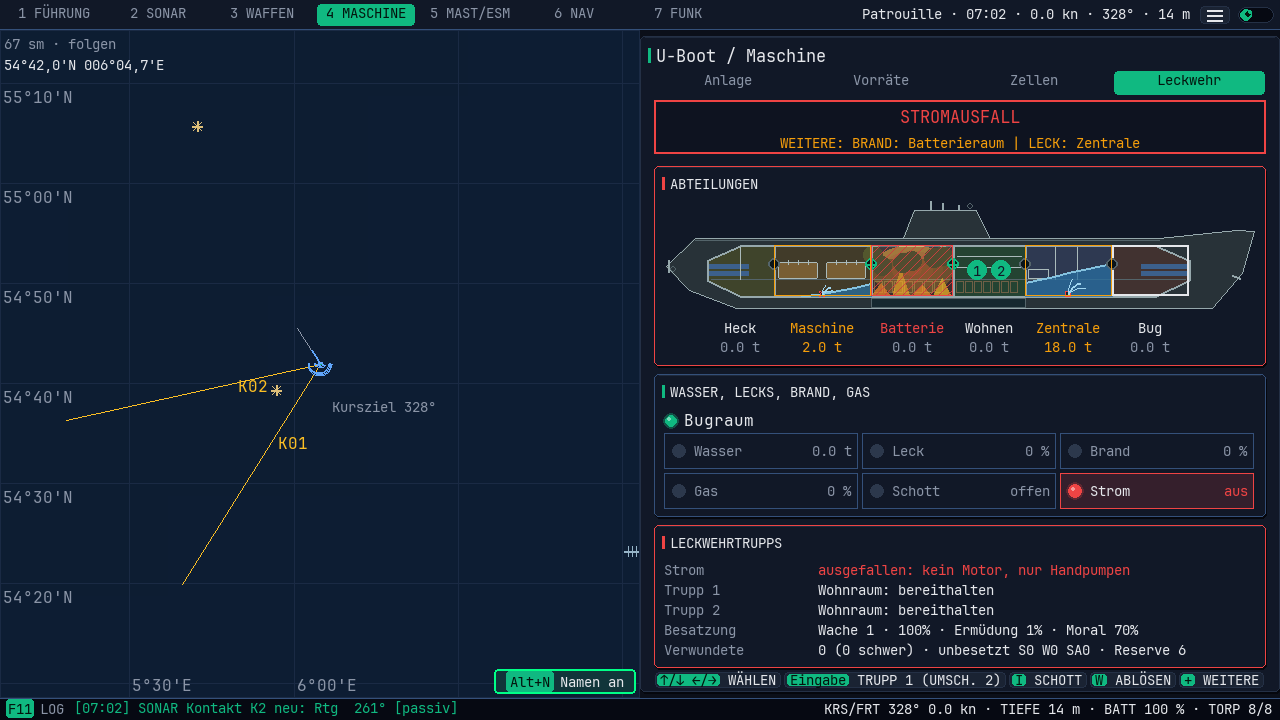 1 FÜHRUNG 2 SONAR 3 WAFFEN 4 MASCHINE 5 MAST/ESM 6 NAV 7 FUNK Patrouille · 07:02 · 0.0 kn · 328° · 14 m
67 sm · folgen
54°42,0'N 006°04,7'E
55°10'N
55°00'N
54°50'N
54°40'N
54°30'N
54°20'N
K02
K01
Kursziel 328°
5°30'E 6°00'E
Alt+N Namen an
U-Boot / Maschine
Anlage Vorräte Zellen Leckwehr
STROMAUSFALL
WEITERE: BRAND: Batterieraum | LECK: Zentrale
ABTEILUNGEN
1 2
Heck Maschine Batterie Wohnen Zentrale Bug
0.0 t 2.0 t 0.0 t 0.0 t 18.0 t 0.0 t
WASSER, LECKS, BRAND, GAS
Bugraum
Wasser 0.0 t Leck 0 % Brand 0 %
Gas 0 % Schott offen Strom aus
LECKWEHRTRUPPS
Strom ausgefallen: kein Motor, nur Handpumpen
Trupp 1 Wohnraum: bereithalten
Trupp 2 Wohnraum: bereithalten
Besatzung Wache 1 · 100% · Ermüdung 1% · Moral 70%
Verwundete 0 (0 schwer) · unbesetzt S0 W0 SA0 · Reserve 6
↑/↓ ←/→ WÄHLEN Eingabe TRUPP 1 (UMSCH. 2) I SCHOTT W ABLÖSEN + WEITERE
F11 LOG [07:02] SONAR Kontakt K2 neu: Rtg 261° [passiv] KRS/FRT 328° 0.0 kn · TIEFE 14 m · BATT 100 % · TORP 8/8